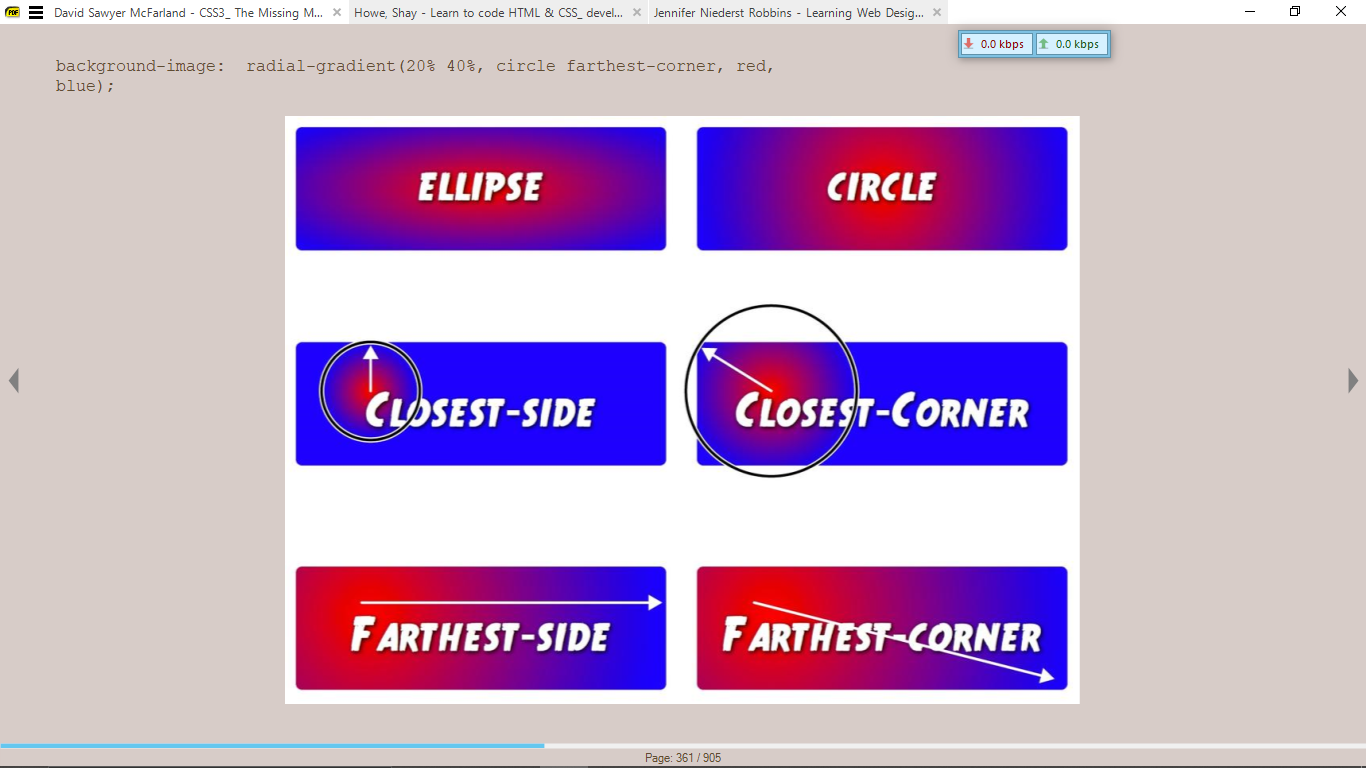 PDF
David Sawyer McFarland - CSS3_ The Missing M...
Howe, Shay - Learn to code HTML & CSS_ devel...
Jennifer Niederst Robbins - Learning Web Desig...
0.0 kbps
0.0 kbps
background-image:  radial-gradient(20% 40%, circle farthest-corner, red,
blue);
ELLIPSE
CIRCLE
CLOSEST-SIDE
CLOSEST-CORNER
FARTHEST-SIDE
FARTHEST-CORNER
Page: 361 / 905